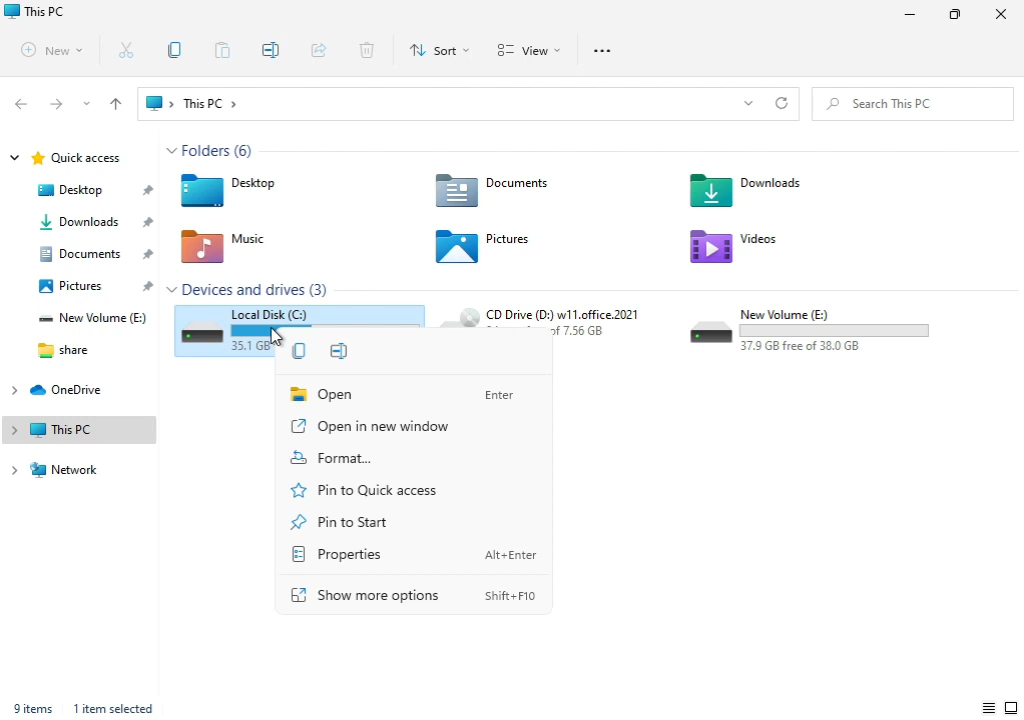 This PC
New
Sort
View
This PC
Search This PC
Quick access
Desktop
Downloads
Documents
Pictures
New Volume (E:)
share
OneDrive
This PC
Network
Folders (6)
Desktop
Documents
Downloads
Music
Pictures
Videos
Devices and drives (3)
Local Disk (C:)
35.1 GB
CD Drive (D:) w11.office.2021
of 7.56 GB
New Volume (E:)
37.9 GB free of 38.0 GB
Open Enter
Open in new window
Format...
Pin to Quick access
Pin to Start
Properties Alt+Enter
Show more options Shift+F10
9 items 1 item selected